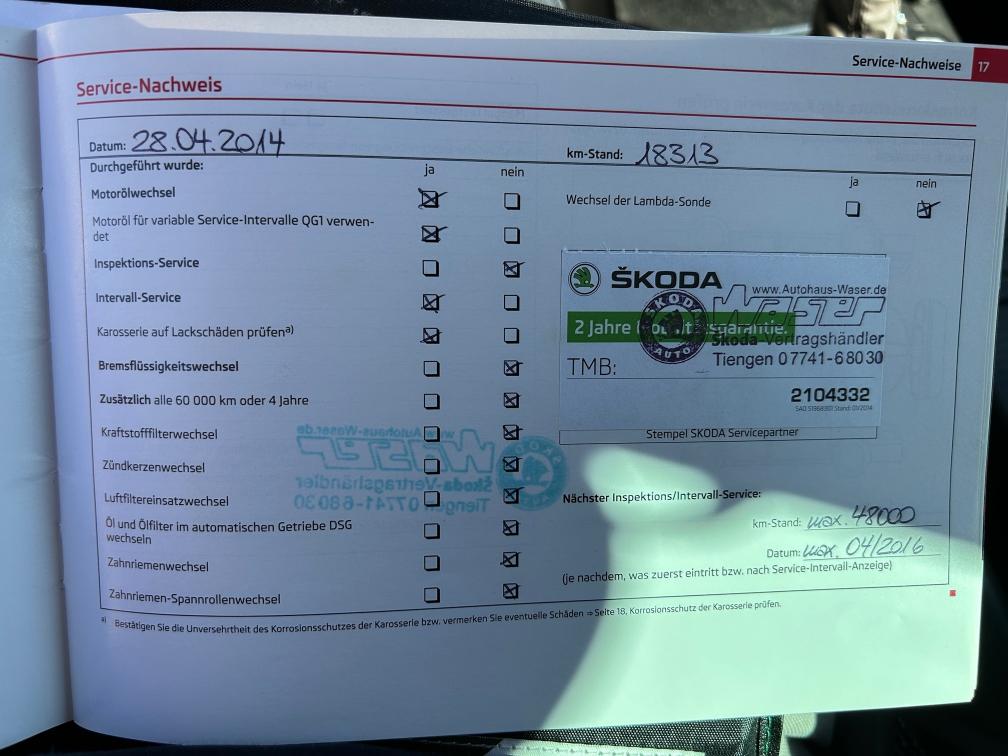 Service-Nachweise 17
Service-Nachweis
Datum: 28.04.2014
km-Stand: 18313
Durchgeführt wurde:
ja nein
Motorölwechsel
Motoröl für variable Service-Intervalle QG1 verwen-
det
Inspektions-Service
Intervall-Service
Karosserie auf Lackschäden prüfen a)
Bremsflüssigkeitswechsel
Zusätzlich alle 60 000 km oder 4 Jahre
Kraftstofffilterwechsel
Zündkerzenwechsel
Luftfiltereinsatzwechsel
Öl und Ölfilter im automatischen Getriebe DSG
wechseln
Zahnriemenwechsel
Zahnriemen-Spannrollenwechsel
ja nein
Wechsel der Lambda-Sonde
ŠKODA
www.Autohaus-Waser.de
Waser
2 Jahre
SKODA
AUTO
Skoda-Vertragshändler
Tiengen 07741-68030
TMB:
2104332
Stempel SKODA Servicepartner
Nächster Inspektions/Intervall-Service:
km-Stand: max. 48000
Datum: max. 04/2016
(je nachdem, was zuerst eintritt bzw. nach Service-Intervall-Anzeige)
a) Bestätigen Sie die Unversehrtheit des Korrosionsschutzes der Karosserie bzw. vermerken Sie eventuelle Schäden ⇒ Seite 18, Korrosionsschutz der Karosserie prüfen.